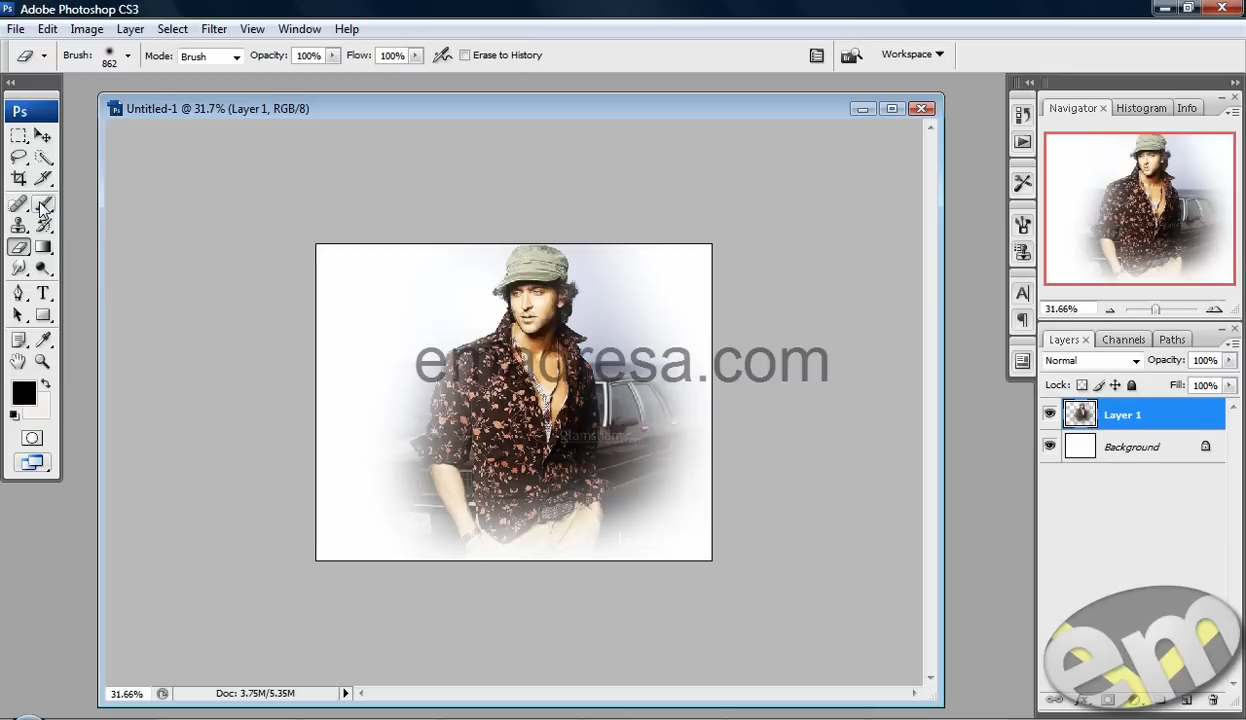 Ps Adobe Photoshop CS3
File Edit Image Layer Select Filter View Window Help
Brush: 862 Mode: Brush Opacity: 100% Flow: 100% Erase to History Workspace
Ps
Untitled-1 @ 31.7% (Layer 1, RGB/8)
Navigator Histogram Info
31.66%
Layers Channels Paths
Normal Opacity: 100%
Lock: Fill: 100%
Layer 1
Background
glamsham
em
31.66% Doc: 3.75M/5.35M